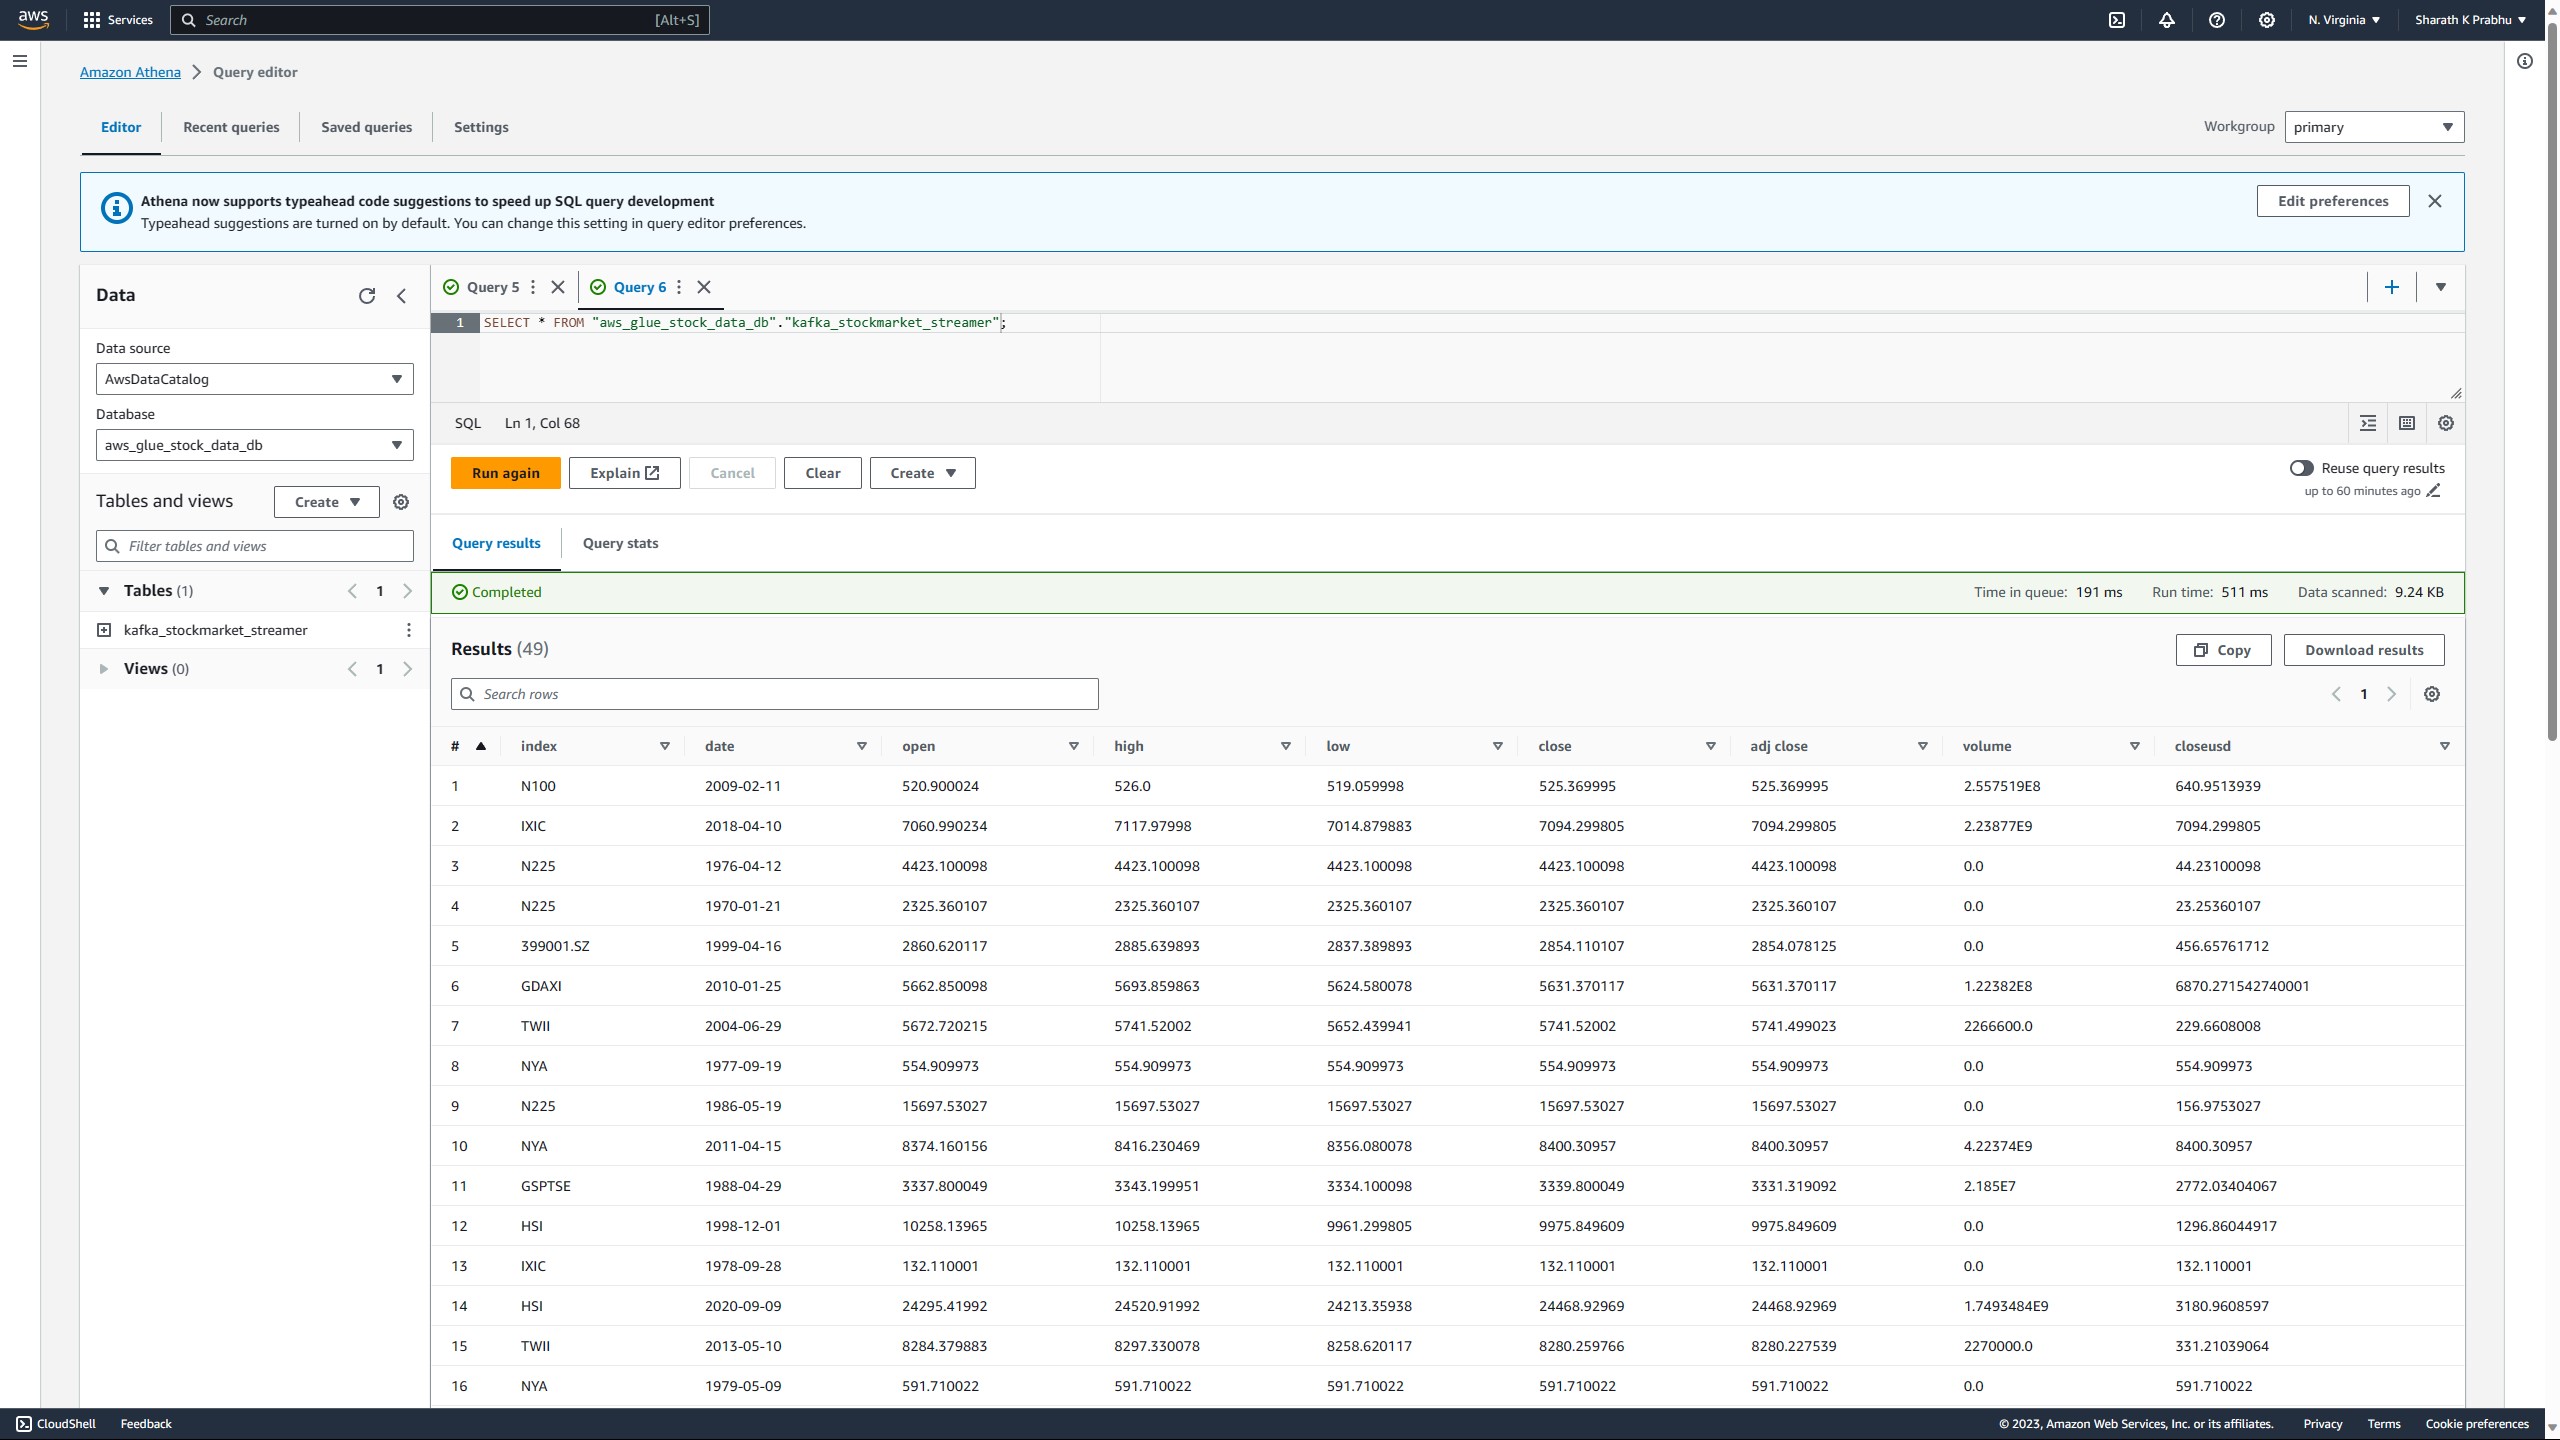 aws Services Search [Alt+S] N. Virginia Sharath K Prabhu
Amazon Athena Query editor
Editor Recent queries Saved queries Settings Workgroup primary
Athena now supports typeahead code suggestions to speed up SQL query development
Typeahead suggestions are turned on by default. You can change this setting in query editor preferences.
Edit preferences
Data
Data source
AwsDataCatalog
Database
aws_glue_stock_data_db
Tables and views Create
Filter tables and views
Tables (1) 1
kafka_stockmarket_streamer
Views (0) 1
Query 5 Query 6
1 SELECT * FROM "aws_glue_stock_data_db"."kafka_stockmarket_streamer";
SQL Ln 1, Col 68
Run again Explain Cancel Clear Create
Reuse query results
up to 60 minutes ago
Query results Query stats
Completed Time in queue: 191 ms Run time: 511 ms Data scanned: 9.24 KB
Results (49) Copy Download results
Search rows 1
# index date open high low close adj close volume closeusd
1 N100 2009-02-11 520.900024 526.0 519.059998 525.369995 525.369995 2.557519E8 640.9513939
2 IXIC 2018-04-10 7060.990234 7117.97998 7014.879883 7094.299805 7094.299805 2.23877E9 7094.299805
3 N225 1976-04-12 4423.100098 4423.100098 4423.100098 4423.100098 4423.100098 0.0 44.23100098
4 N225 1970-01-21 2325.360107 2325.360107 2325.360107 2325.360107 2325.360107 0.0 23.25360107
5 399001.SZ 1999-04-16 2860.620117 2885.639893 2837.389893 2854.110107 2854.078125 0.0 456.65761712
6 GDAXI 2010-01-25 5662.850098 5693.859863 5624.580078 5631.370117 5631.370117 1.22382E8 6870.271542740001
7 TWII 2004-06-29 5672.720215 5741.52002 5652.439941 5741.52002 5741.499023 2266600.0 229.6608008
8 NYA 1977-09-19 554.909973 554.909973 554.909973 554.909973 554.909973 0.0 554.909973
9 N225 1986-05-19 15697.53027 15697.53027 15697.53027 15697.53027 15697.53027 0.0 156.9753027
10 NYA 2011-04-15 8374.160156 8416.230469 8356.080078 8400.30957 8400.30957 4.22374E9 8400.30957
11 GSPTSE 1988-04-29 3337.800049 3343.199951 3334.100098 3339.800049 3331.319092 2.185E7 2772.03404067
12 HSI 1998-12-01 10258.13965 10258.13965 9961.299805 9975.849609 9975.849609 0.0 1296.86044917
13 IXIC 1978-09-28 132.110001 132.110001 132.110001 132.110001 132.110001 0.0 132.110001
14 HSI 2020-09-09 24295.41992 24520.91992 24213.35938 24468.92969 24468.92969 1.7493484E9 3180.9608597
15 TWII 2013-05-10 8284.379883 8297.330078 8258.620117 8280.259766 8280.227539 2270000.0 331.21039064
16 NYA 1979-05-09 591.710022 591.710022 591.710022 591.710022 591.710022 0.0 591.710022
CloudShell Feedback © 2023, Amazon Web Services, Inc. or its affiliates. Privacy Terms Cookie preferences